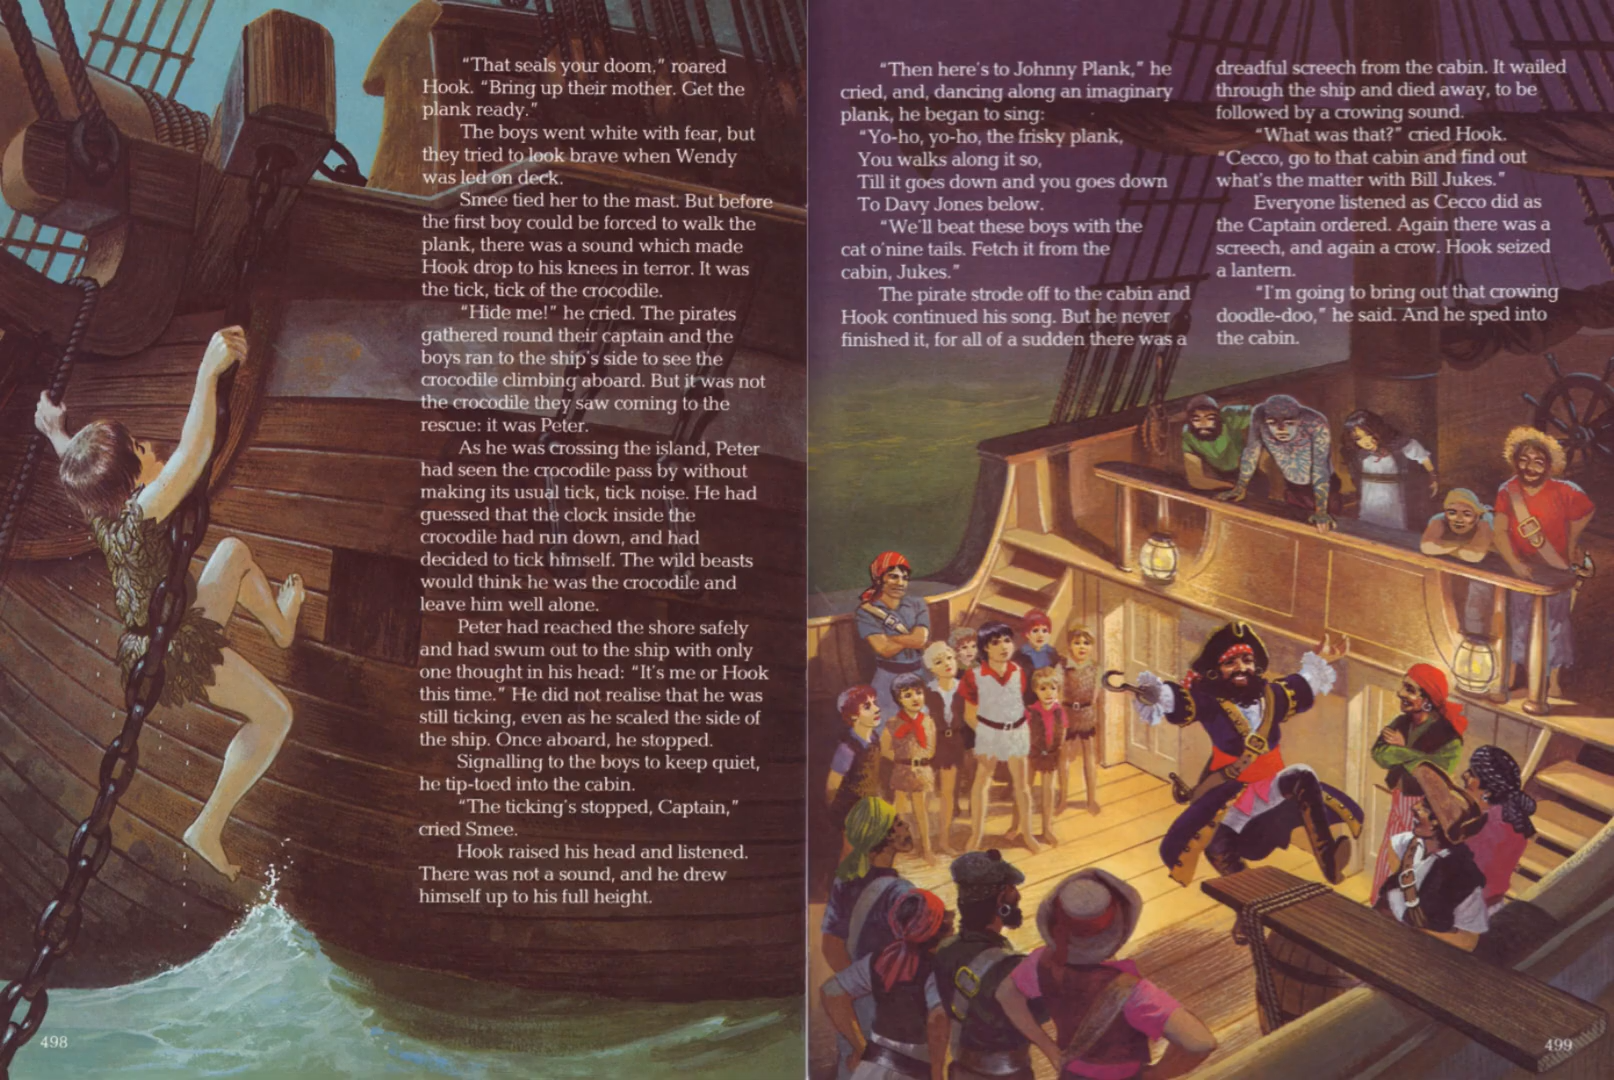 “That seals your doom,” roared
Hook. “Bring up their mother. Get the
plank ready.”
The boys went white with fear, but
they tried to look brave when Wendy
was led on deck.
Smee tied her to the mast. But before
the first boy could be forced to walk the
plank, there was a sound which made
Hook drop to his knees in terror. It was
the tick, tick of the crocodile.
“Hide me!” he cried. The pirates
gathered round their captain and the
boys ran to the ship's side to see the
crocodile climbing aboard. But it was not
the crocodile they saw coming to the
rescue: it was Peter.
As he was crossing the island, Peter
had seen the crocodile pass by without
making its usual tick, tick noise. He had
guessed that the clock inside the
crocodile had run down, and had
decided to tick himself. The wild beasts
would think he was the crocodile and
leave him well alone.
Peter had reached the shore safely
and had swum out to the ship with only
one thought in his head: “It's me or Hook
this time.” He did not realise that he was
still ticking, even as he scaled the side of
the ship. Once aboard, he stopped.
Signalling to the boys to keep quiet,
he tip-toed into the cabin.
“The ticking's stopped, Captain,”
cried Smee.
Hook raised his head and listened.
There was not a sound, and he drew
himself up to his full height.
498
“Then here's to Johnny Plank,” he
cried, and, dancing along an imaginary
plank, he began to sing:
“Yo-ho, yo-ho, the frisky plank,
You walks along it so,
Till it goes down and you goes down
To Davy Jones below.
“We'll beat these boys with the
cat o'nine tails. Fetch it from the
cabin, Jukes.”
The pirate strode off to the cabin and
Hook continued his song. But he never
finished it, for all of a sudden there was a
dreadful screech from the cabin. It wailed
through the ship and died away, to be
followed by a crowing sound.
“What was that?” cried Hook.
“Cecco, go to that cabin and find out
what's the matter with Bill Jukes.”
Everyone listened as Cecco did as
the Captain ordered. Again there was a
screech, and again a crow. Hook seized
a lantern.
“I'm going to bring out that crowing
doodle-doo,” he said. And he sped into
the cabin.
499